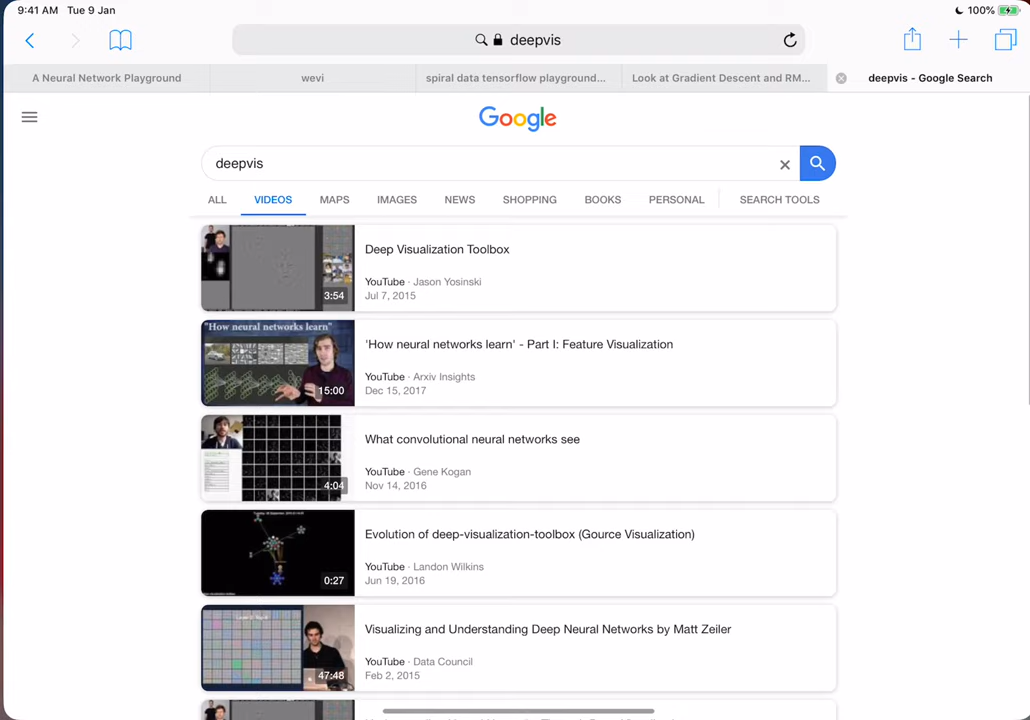 9:41 AM Tue 9 Jan
100%
deepvis
A Neural Network Playground
wevi
spiral data tensorflow playground...
Look at Gradient Descent and RM...
deepvis - Google Search
Google
deepvis
ALL
VIDEOS
MAPS
IMAGES
NEWS
SHOPPING
BOOKS
PERSONAL
SEARCH TOOLS
Deep Visualization Toolbox
YouTube · Jason Yosinski
Jul 7, 2015
3:54
"How neural networks learn"
'How neural networks learn' - Part I: Feature Visualization
YouTube · Arxiv Insights
Dec 15, 2017
15:00
What convolutional neural networks see
YouTube · Gene Kogan
Nov 14, 2016
4:04
Evolution of deep-visualization-toolbox (Gource Visualization)
YouTube · Landon Wilkins
Jun 19, 2016
0:27
Visualizing and Understanding Deep Neural Networks by Matt Zeiler
YouTube · Data Council
Feb 2, 2015
47:48